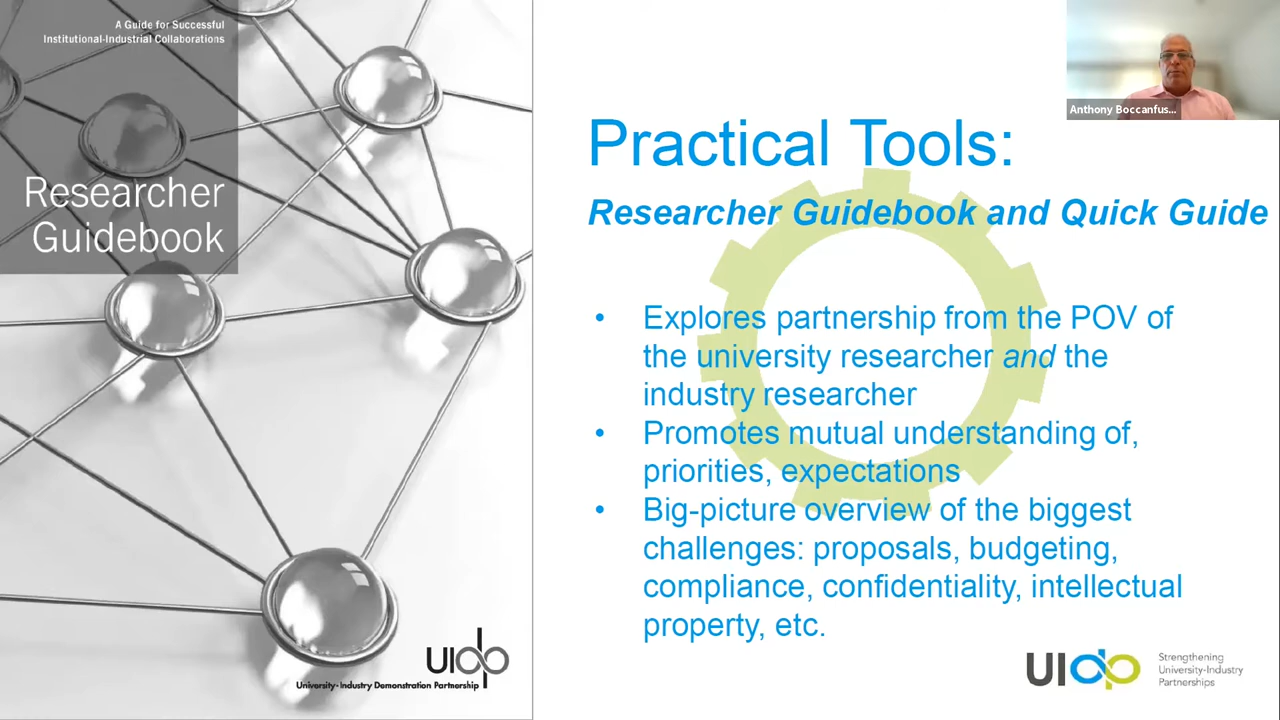 A Guide for Successful
Institutional-Industrial Collaborations
Researcher
Guidebook
UIDP
University-Industry Demonstration Partnership
Anthony Boccanfus...
Practical Tools:
Researcher Guidebook and Quick Guide
• Explores partnership from the POV of
the university researcher and the
industry researcher
• Promotes mutual understanding of,
priorities, expectations
• Big-picture overview of the biggest
challenges: proposals, budgeting,
compliance, confidentiality, intellectual
property, etc.
UIDP
Strengthening
University-Industry
Partnerships